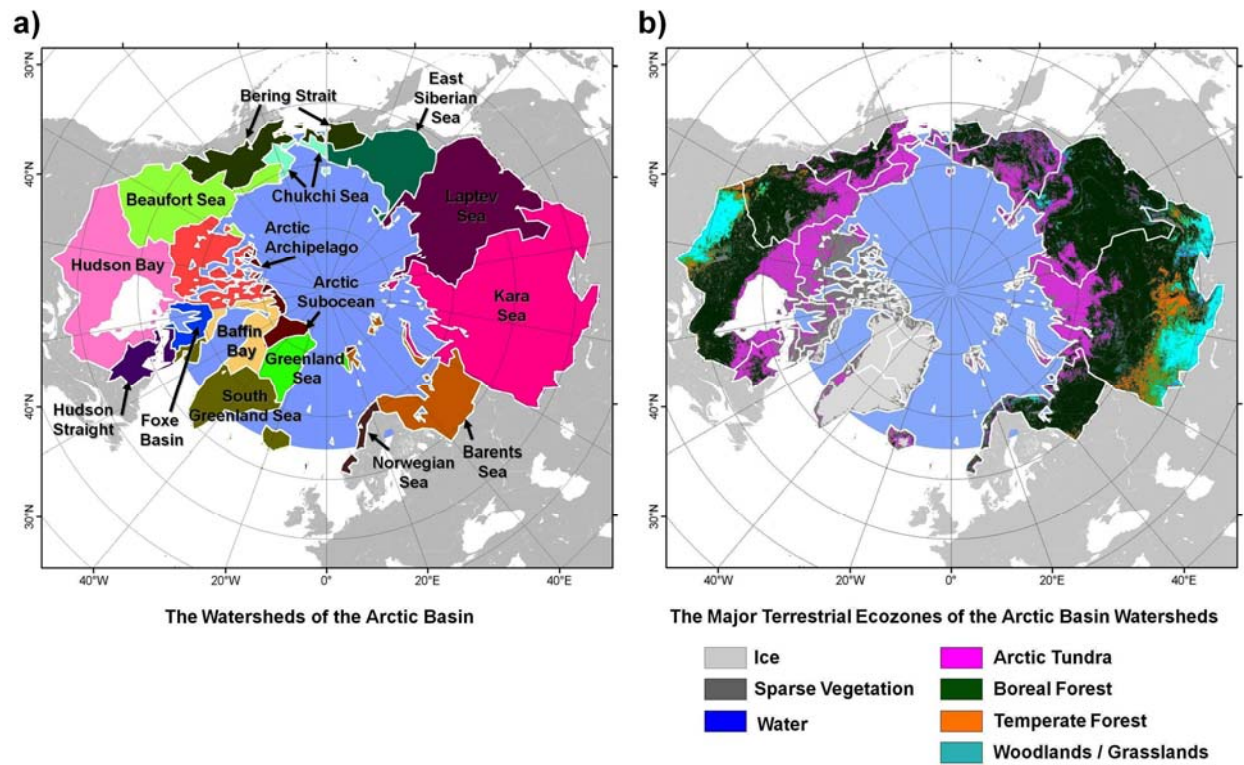 a)
30°N
40°N
40°N
30°N
40°W
20°W
0°
20°E
40°E
Bering Strait
East
Siberian
Sea
Beaufort Sea
Chukchi Sea
Laptev
Sea
Arctic
Archipelago
Hudson Bay
Arctic
Subocean
Kara
Sea
Baffin
Bay
Greenland
Sea
South
Greenland Sea
Hudson
Straight
Foxe
Basin
Norwegian
Sea
Barents
Sea
The Watersheds of the Arctic Basin
b)
30°N
40°N
40°N
30°N
40°W
20°W
0°
20°E
40°E
The Major Terrestrial Ecozones of the Arctic Basin Watersheds
Ice
Sparse Vegetation
Water
Arctic Tundra
Boreal Forest
Temperate Forest
Woodlands / Grasslands